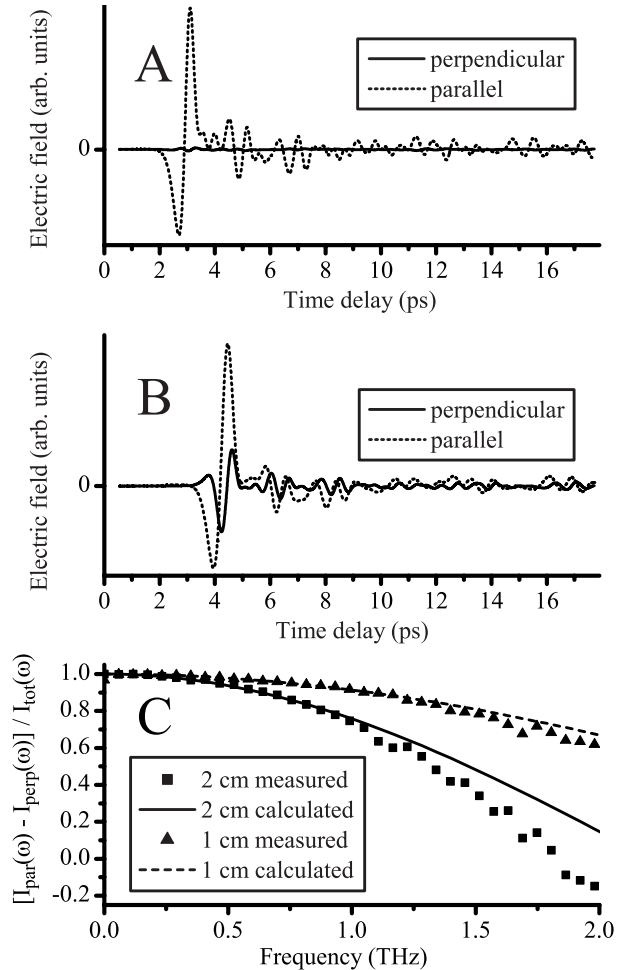 A
perpendicular
parallel
Electric field (arb. units)
0
0 2 4 6 8 10 12 14 16
Time delay (ps)
B
perpendicular
parallel
Electric field (arb. units)
0
0 2 4 6 8 10 12 14 16
Time delay (ps)
C
[I_par(ω) - I_perp(ω)] / I_tot(ω)
1.0
0.8
0.6
0.4
0.2
0.0
-0.2
2 cm measured
2 cm calculated
1 cm measured
1 cm calculated
0.0 0.5 1.0 1.5 2.0
Frequency (THz)